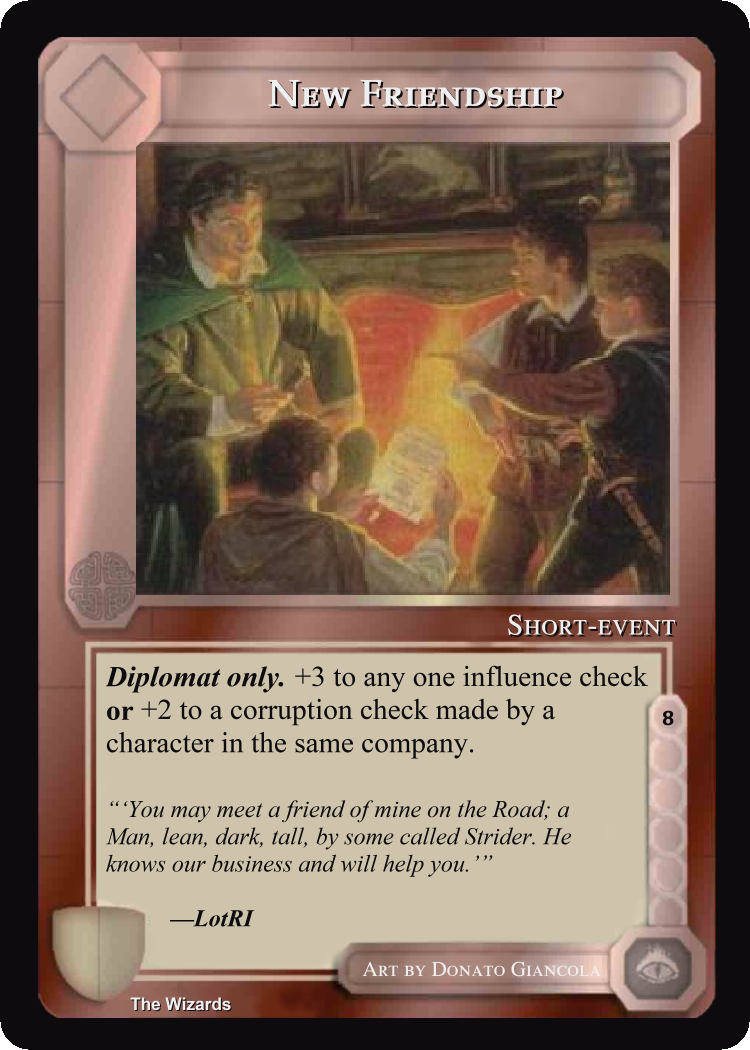 New Friendship
Short-event
Diplomat only. +3 to any one influence check
or +2 to a corruption check made by a
character in the same company.
8
“‘You may meet a friend of mine on the Road; a
Man, lean, dark, tall, by some called Strider. He
knows our business and will help you.’”
—LotRI
Art by Donato Giancola
The Wizards